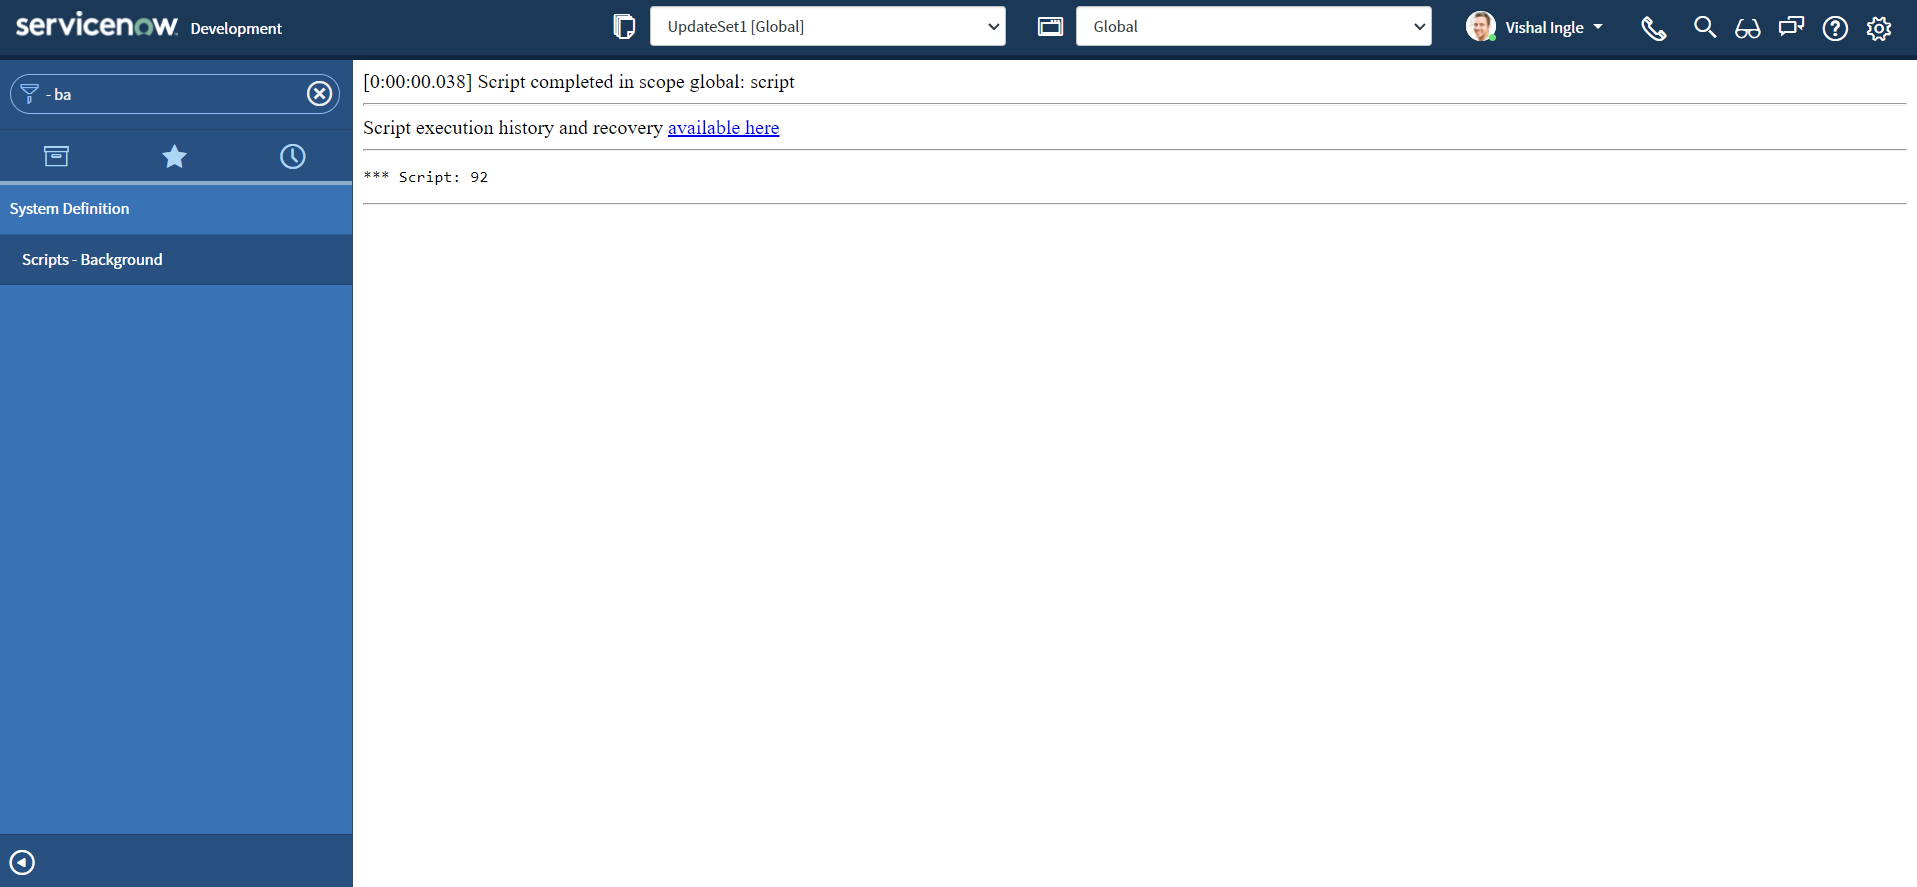 servicenow. Development
UpdateSet1 [Global]
Global
Vishal Ingle
- ba
System Definition
Scripts - Background
[0:00:00.038] Script completed in scope global: script
Script execution history and recovery available here
*** Script: 92